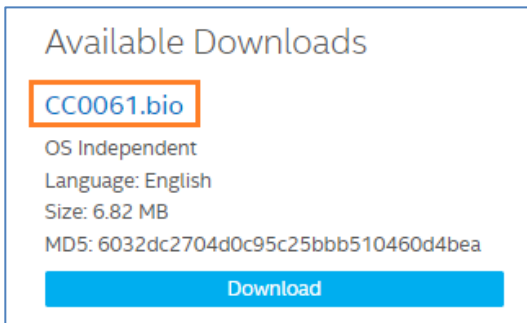 Available Downloads
CC0061.bio
OS Independent
Language: English
Size: 6.82 MB
MD5: 6032dc2704d0c95c25bbb510460d4bea
Download